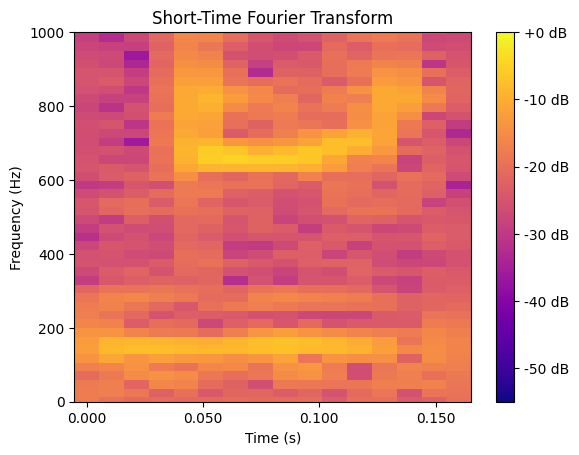 Short-Time Fourier Transform
1000
800
600
400
200
0
Frequency (Hz)
0.000
0.050
0.100
0.150
Time (s)
+0 dB
-10 dB
-20 dB
-30 dB
-40 dB
-50 dB